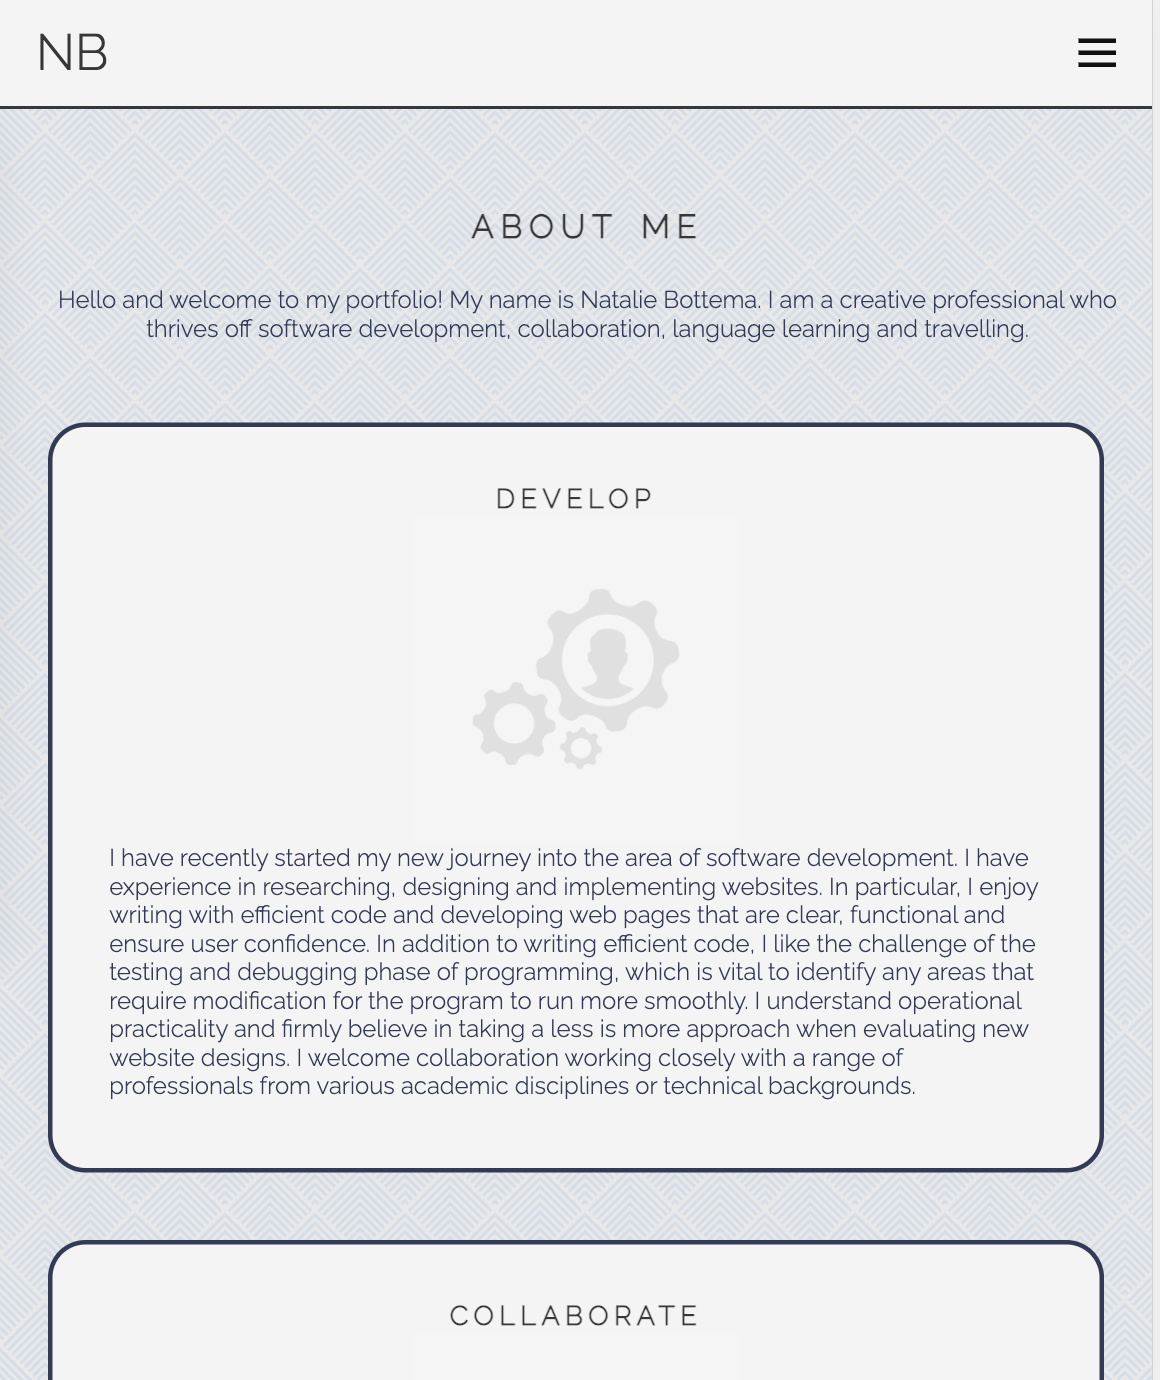 NB
ABOUT ME
Hello and welcome to my portfolio! My name is Natalie Bottema. I am a creative professional who
thrives off software development, collaboration, language learning and travelling.
DEVELOP
I have recently started my new journey into the area of software development. I have
experience in researching, designing and implementing websites. In particular, I enjoy
writing with efficient code and developing web pages that are clear, functional and
ensure user confidence. In addition to writing efficient code, I like the challenge of the
testing and debugging phase of programming, which is vital to identify any areas that
require modification for the program to run more smoothly. I understand operational
practicality and firmly believe in taking a less is more approach when evaluating new
website designs. I welcome collaboration working closely with a range of
professionals from various academic disciplines or technical backgrounds.
COLLABORATE